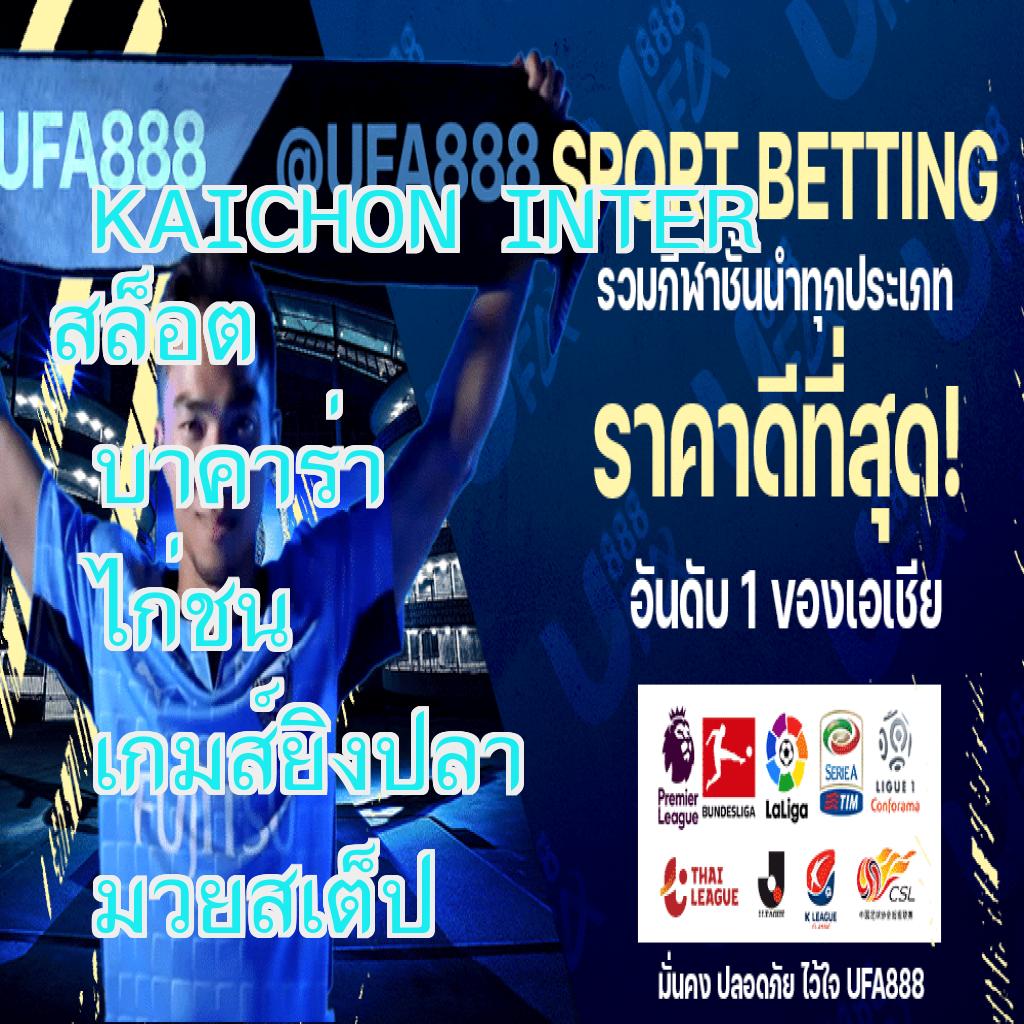 UFA888
@UFA888
SPORT BETTING
KAICHON INTER
รวมกีฬาชั้นนำทุกประเภท
สล็อต
ราคาดีที่สุด!
บาคาร่า
อันดับ 1 ของเอเชีย
ไก่ชน
เกมส์ยิงปลา
มวยสเต็ป
FUJITSU
Premier League
BUNDESLIGA
LaLiga
SERIE A
TIM
LIGUE 1
Conforama
THAI LEAGUE
J.LEAGUE
K LEAGUE
CSL
มั่นคง ปลอดภัย ไว้ใจ UFA888